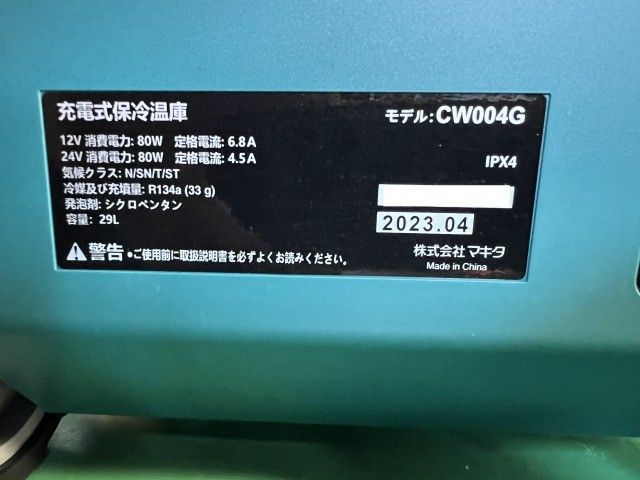 充電式保冷温庫
モデル: CW004G
12V 消費電力: 80W 定格電流: 6.8A
24V 消費電力: 80W 定格電流: 4.5A
気候クラス: N/SN/T/ST
冷媒及び充填量: R134a (33 g)
発泡剤: シクロペンタン
容量: 29L
IPX4
2023.04
警告 •ご使用前に取扱説明書を必ずよくお読みください。
株式会社マキタ
Made in China